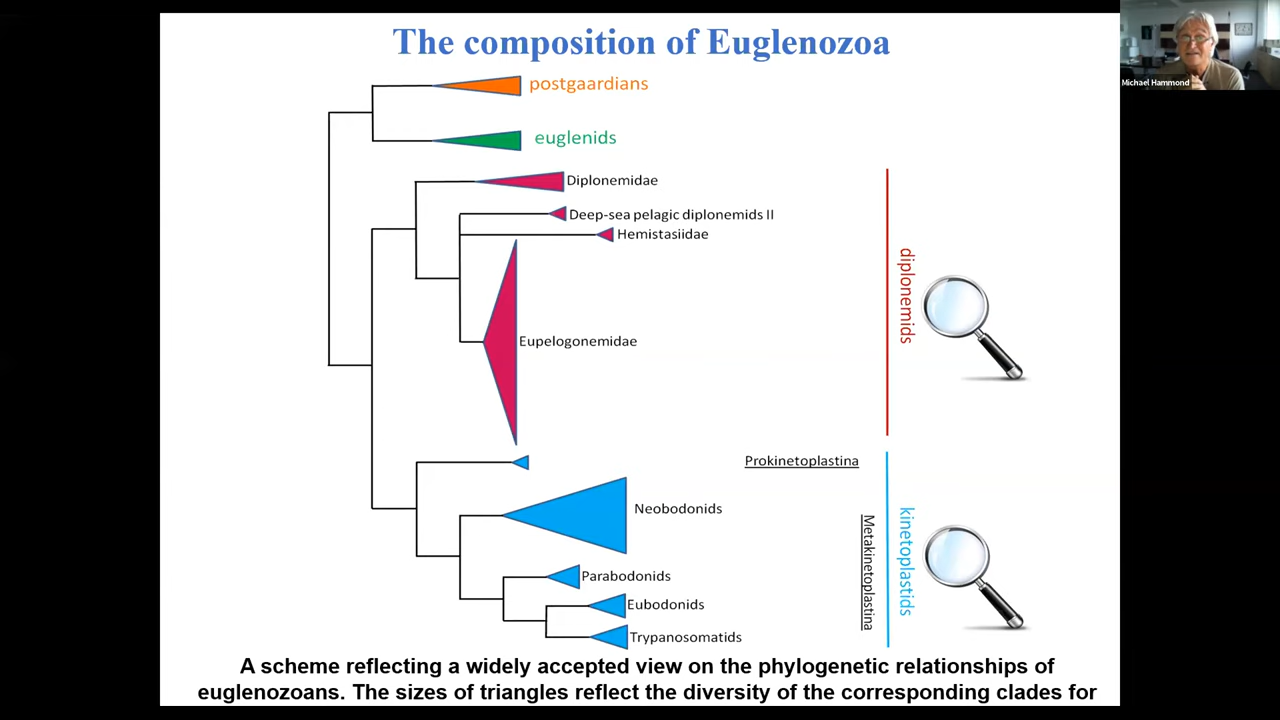 The composition of Euglenozoa
Michael Hammond
postgaardians
euglenids
Diplonemidae
Deep-sea pelagic diplonemids II
Hemistasiidae
diplonemids
Eupelogonemidae
Prokinetoplastina
Neobodonids
kinetoplastids
Metakinetoplastina
Parabodonids
Eubodonids
Trypanosomatids
A scheme reflecting a widely accepted view on the phylogenetic relationships of
euglenozoans. The sizes of triangles reflect the diversity of the corresponding clades for